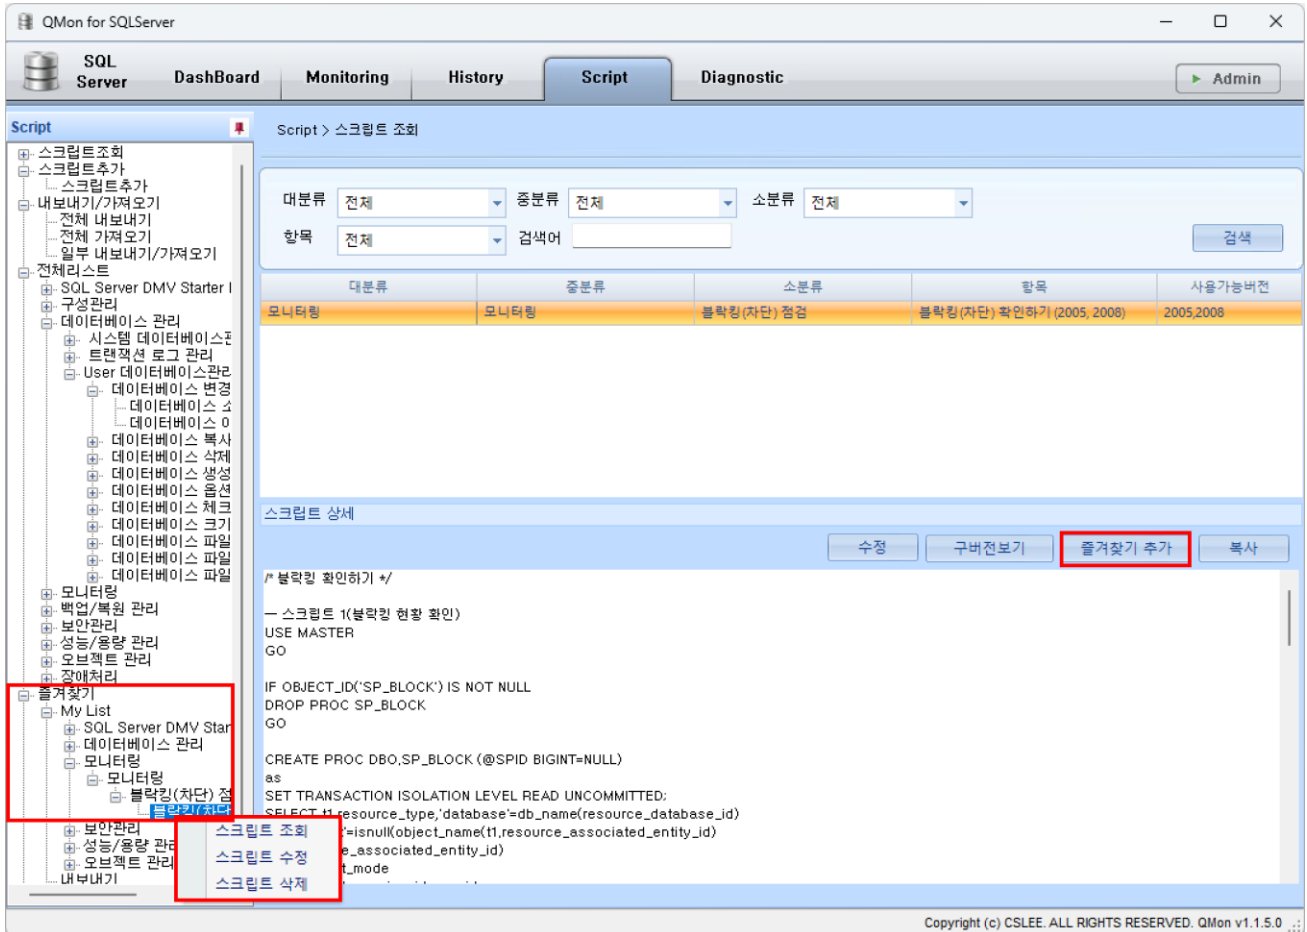 QMon for SQLServer
SQL Server
DashBoard
Monitoring
History
Script
Diagnostic
Admin
Script
스크립트조회
스크립트추가
스크립트추가
내보내기/가져오기
전체 내보내기
전체 가져오기
일부 내보내기/가져오기
전체리스트
SQL Server DMV Starter
구성관리
데이터베이스 관리
시스템 데이터베이스관
트랜잭션 로그 관리
User 데이터베이스관리
데이터베이스 변경
데이터베이스
데이터베이스
데이터베이스 복사
데이터베이스 삭제
데이터베이스 생성
데이터베이스 옵션
데이터베이스 체크
데이터베이스 크기
데이터베이스 파일
데이터베이스 파일
데이터베이스 파일
모니터링
백업/복원 관리
보안관리
성능/용량 관리
오브젝트 관리
장애처리
즐겨찾기
My List
SQL Server DMV Star
데이터베이스 관리
모니터링
모니터링
블락킹(차단) 점
블락킹(차단
보안관리
성능/용량 관리
오브젝트 관리
내보내기
스크립트 조회
스크립트 수정
스크립트 삭제
Script > 스크립트 조회
대분류 전체 중분류 전체 소분류 전체
항목 전체 검색어 검색
대분류 중분류 소분류 항목 사용가능버전
모니터링 모니터링 블락킹(차단) 점검 블락킹(차단) 확인하기 (2005, 2008) 2005,2008
스크립트 상세
수정 구버전보기 즐겨찾기 추가 복사
/* 블락킹 확인하기 */
— 스크립트 1(블락킹 현황 확인)
USE MASTER
GO
IF OBJECT_ID('SP_BLOCK') IS NOT NULL
DROP PROC SP_BLOCK
GO
CREATE PROC DBO.SP_BLOCK (@SPID BIGINT=NULL)
as
SET TRANSACTION ISOLATION LEVEL READ UNCOMMITTED;
SELECT t1.resource_type,'database'=db_name(resource_database_id)
'=isnull(object_name(t1.resource_associated_entity_id)
e_associated_entity_id)
t_mode
Copyright (c) CSLEE. ALL RIGHTS RESERVED. QMon v1.1.5.0